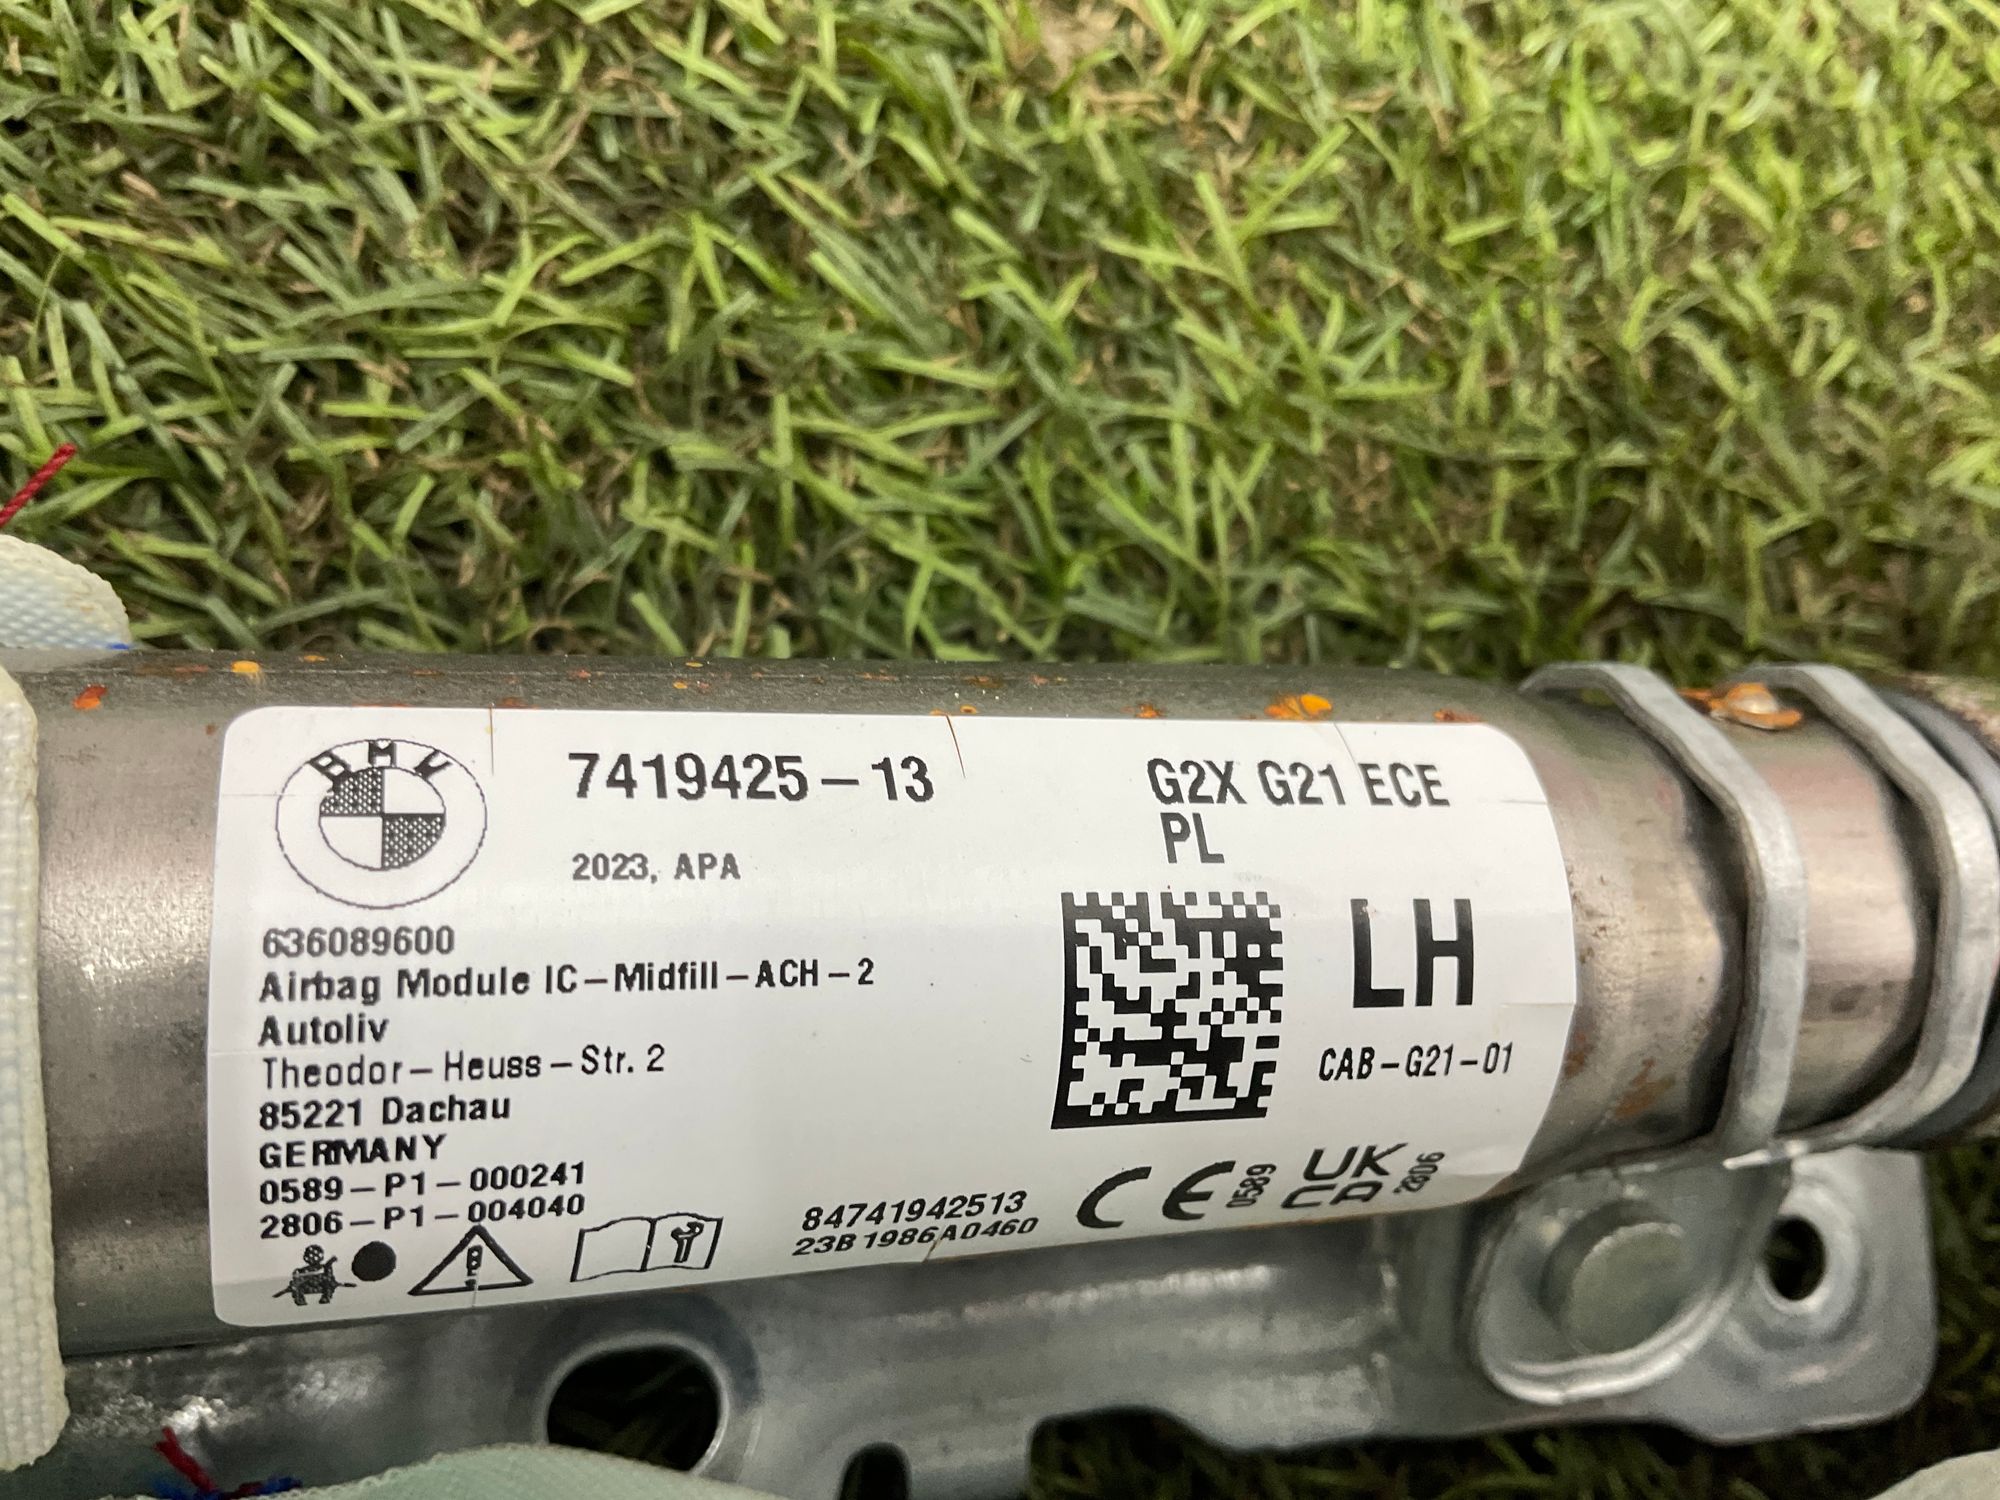 BMW
7419425-13
2023, APA
G2X G21 ECE
PL
636089600
Airbag Module IC-Midfill-ACH-2
Autoliv
Theodor-Heuss-Str. 2
85221 Dachau
GERMANY
0589-P1-000241
2806-P1-004040
LH
CAB-G21-01
84741942513
23B1986A0460
CE 0589
UK
CA 2806